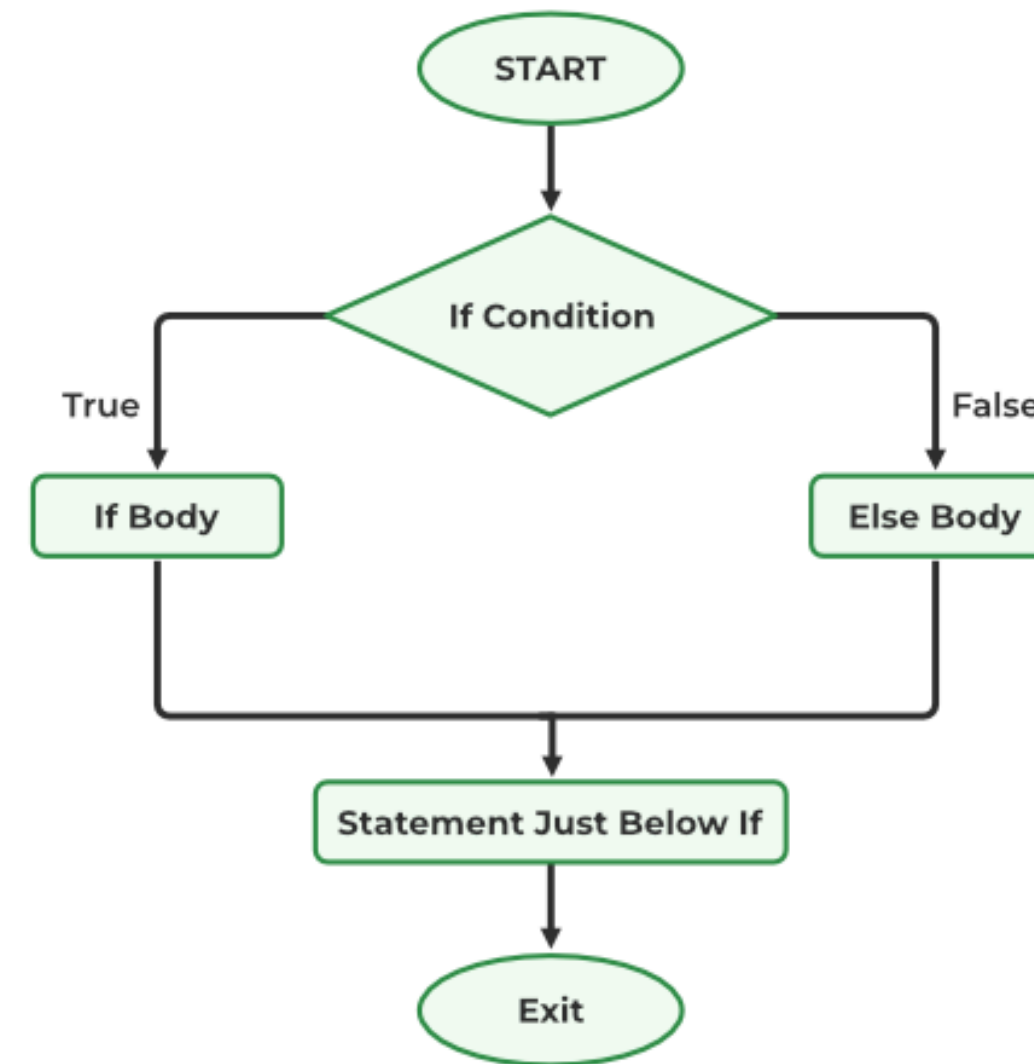 START
If Condition
True
False
If Body
Else Body
Statement Just Below If
Exit